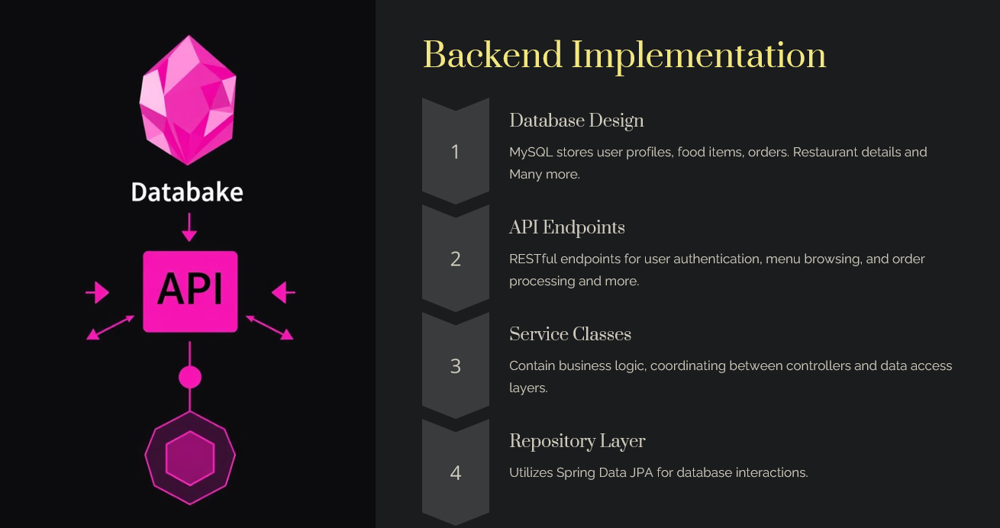 Databake
API
Backend Implementation
1
Database Design
MySQL stores user profiles, food items, orders. Restaurant details and
Many more.
2
API Endpoints
RESTful endpoints for user authentication, menu browsing, and order
processing and more.
3
Service Classes
Contain business logic, coordinating between controllers and data access
layers.
4
Repository Layer
Utilizes Spring Data JPA for database interactions.